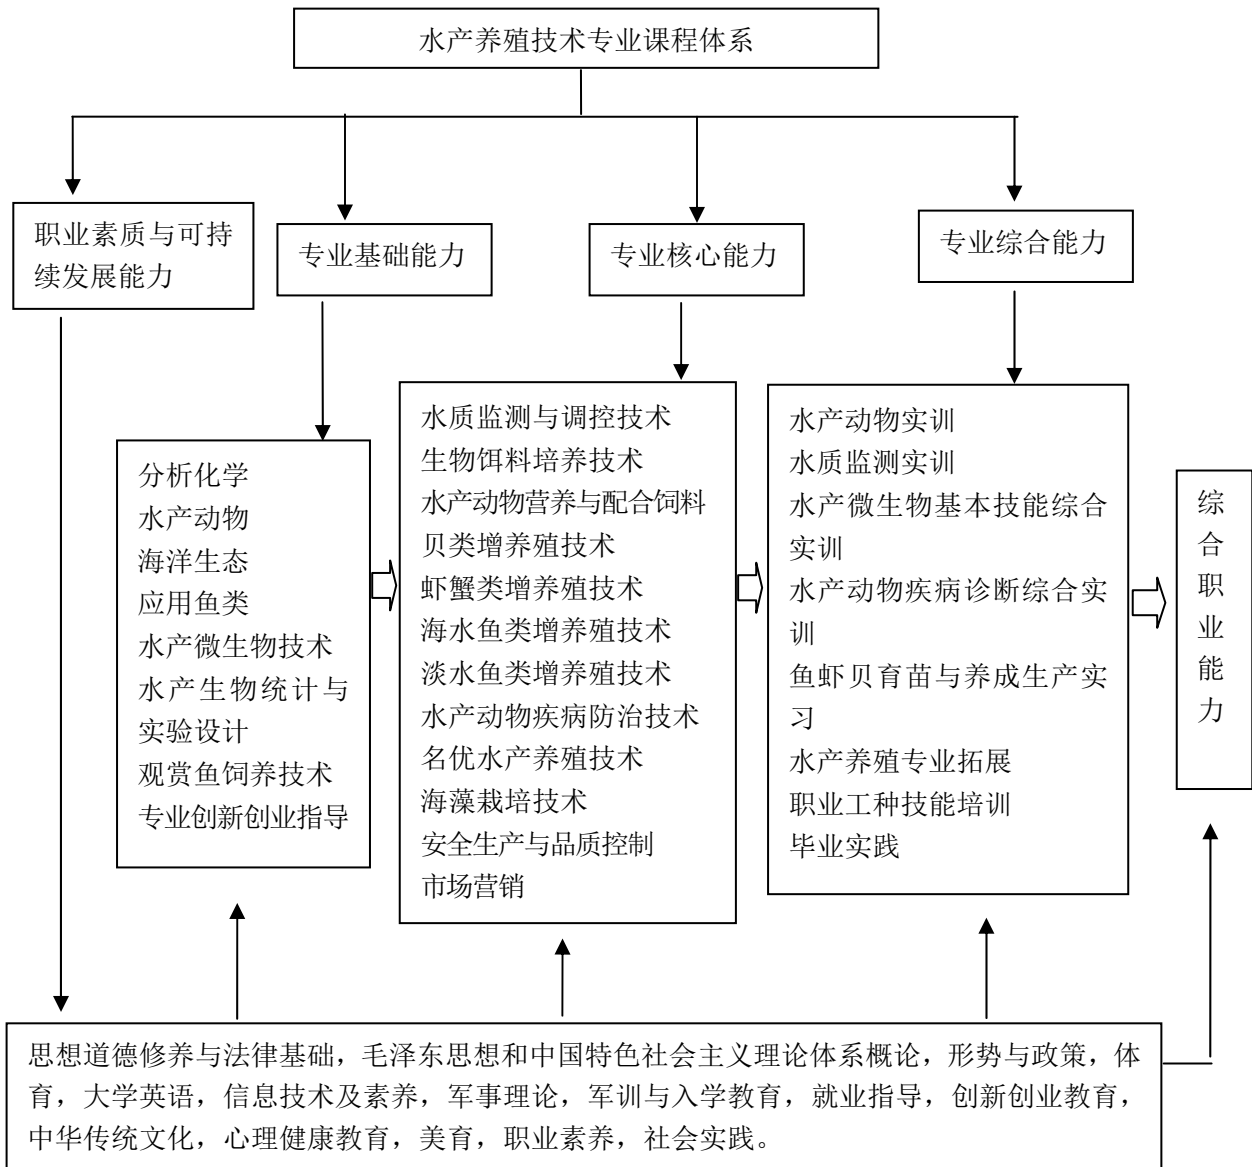 水产养殖技术专业课程体系
职业素质与可持
续发展能力
专业基础能力
专业核心能力
专业综合能力
分析化学
水产动物
海洋生态
应用鱼类
水产微生物技术
水产生物统计与
实验设计
观赏鱼饲养技术
专业创新创业指导
水质监测与调控技术
生物饵料培养技术
水产动物营养与配合饲料
贝类增养殖技术
虾蟹类增养殖技术
海水鱼类增养殖技术
淡水鱼类增养殖技术
水产动物疾病防治技术
名优水产养殖技术
海藻栽培技术
安全生产与品质控制
市场营销
水产动物实训
水质监测实训
水产微生物基本技能综合
实训
水产动物疾病诊断综合实
训
鱼虾贝育苗与养成生产实
习
水产养殖专业拓展
职业工种技能培训
毕业实践
综
合
职
业
能
力
思想道德修养与法律基础，毛泽东思想和中国特色社会主义理论体系概论，形势与政策，体
育，大学英语，信息技术及素养，军事理论，军训与入学教育，就业指导，创新创业教育，
中华传统文化，心理健康教育，美育，职业素养，社会实践。